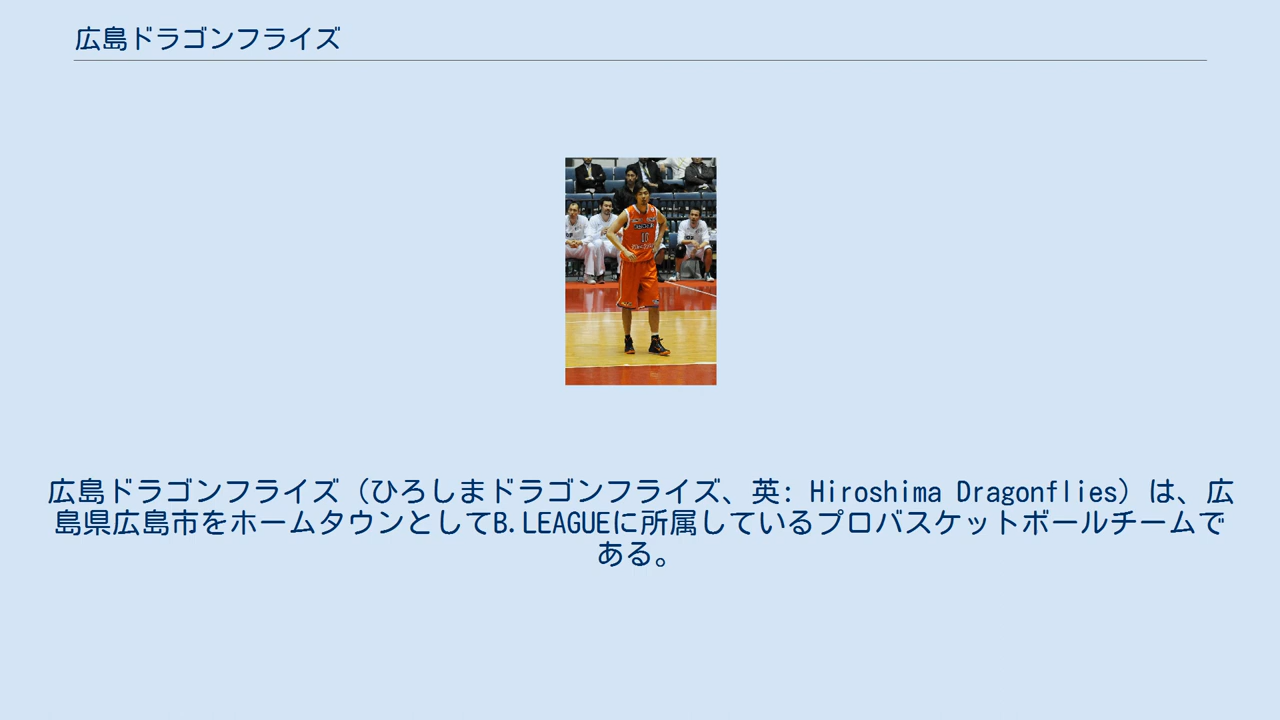 広島ドラゴンフライズ
広島ドラゴンフライズ（ひろしまドラゴンフライズ、英: Hiroshima Dragonflies）は、広
島県広島市をホームタウンとしてB.LEAGUEに所属しているプロバスケットボールチームで
ある。